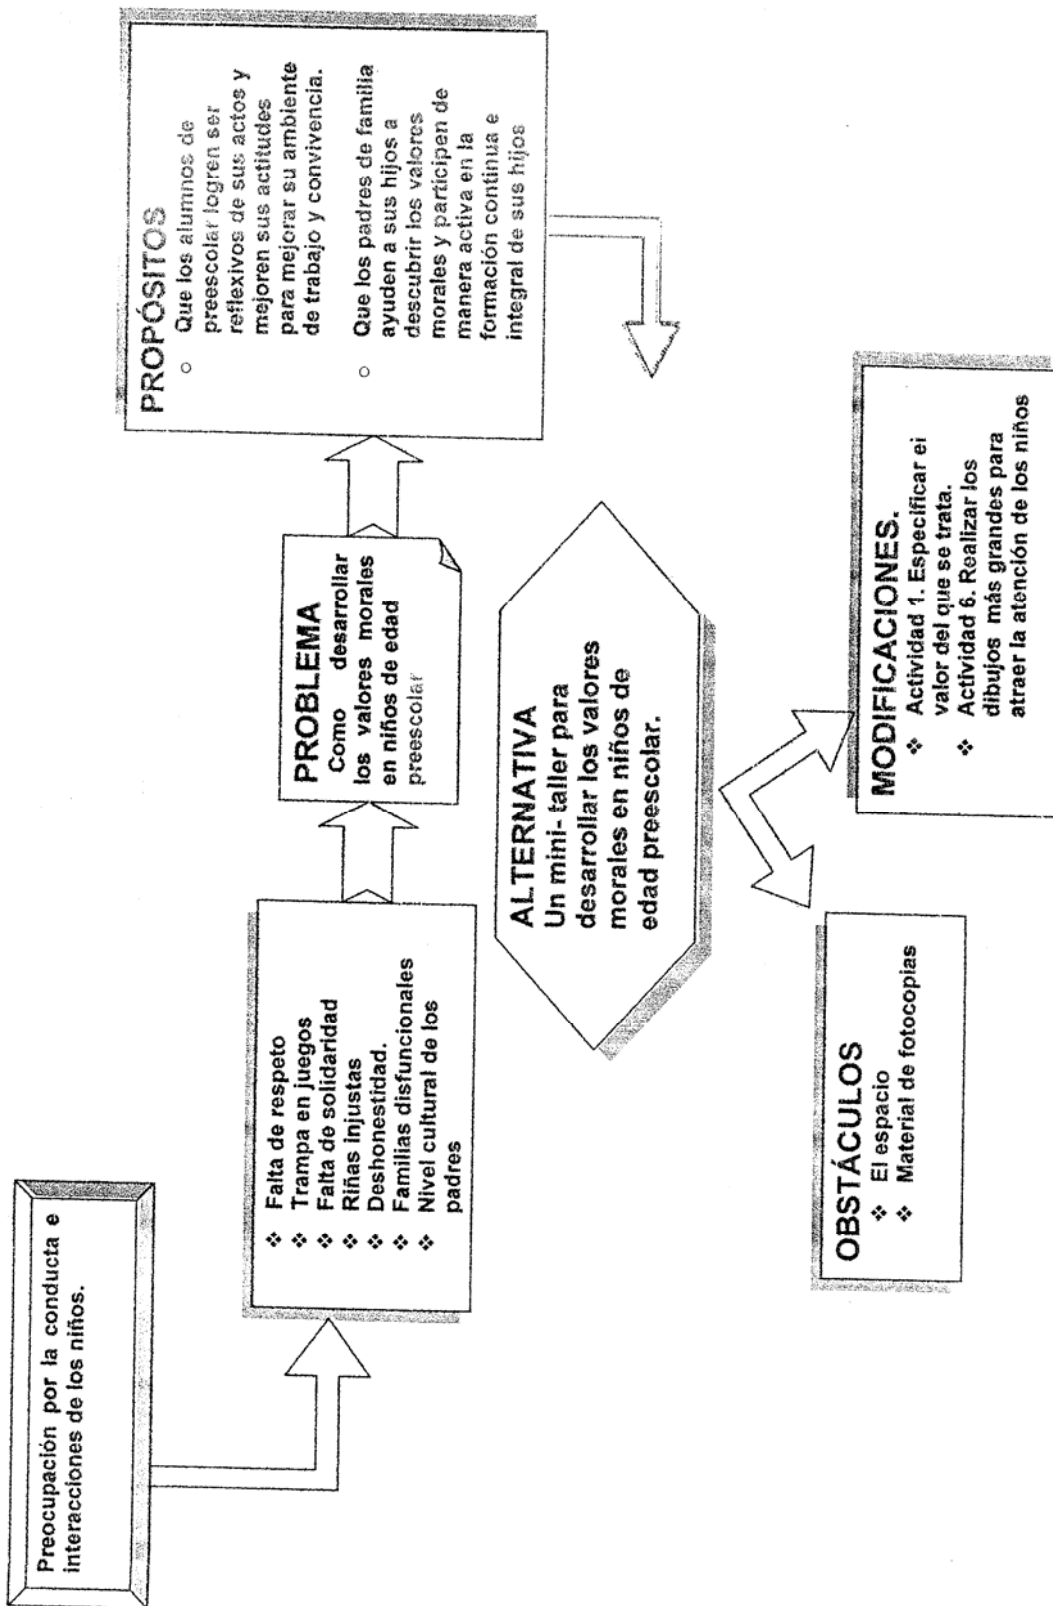 Preocupación por la conducta e
interacciones de los niños.
❖ Falta de respeto
❖ Trampa en juegos
❖ Falta de solidaridad
❖ Riñas injustas
❖ Deshonestidad.
❖ Familias disfuncionales
❖ Nivel cultural de los
padres
PROBLEMA
Como desarrollar
los valores morales
en niños de edad
preescolar
PROPÓSITOS
○ Que los alumnos de
preescolar logren ser
reflexivos de sus actos y
mejoren sus actitudes
para mejorar su ambiente
de trabajo y convivencia.
○ Que los padres de familia
ayuden a sus hijos a
descubrir los valores
morales y participen de
manera activa en la
formación continua e
integral de sus hijos
ALTERNATIVA
Un mini- taller para
desarrollar los valores
morales en niños de
edad preescolar.
OBSTÁCULOS
❖ El espacio
❖ Material de fotocopias
MODIFICACIONES.
❖ Actividad 1. Especificar el
valor del que se trata.
❖ Actividad 6. Realizar los
dibujos más grandes para
atraer la atención de los niños